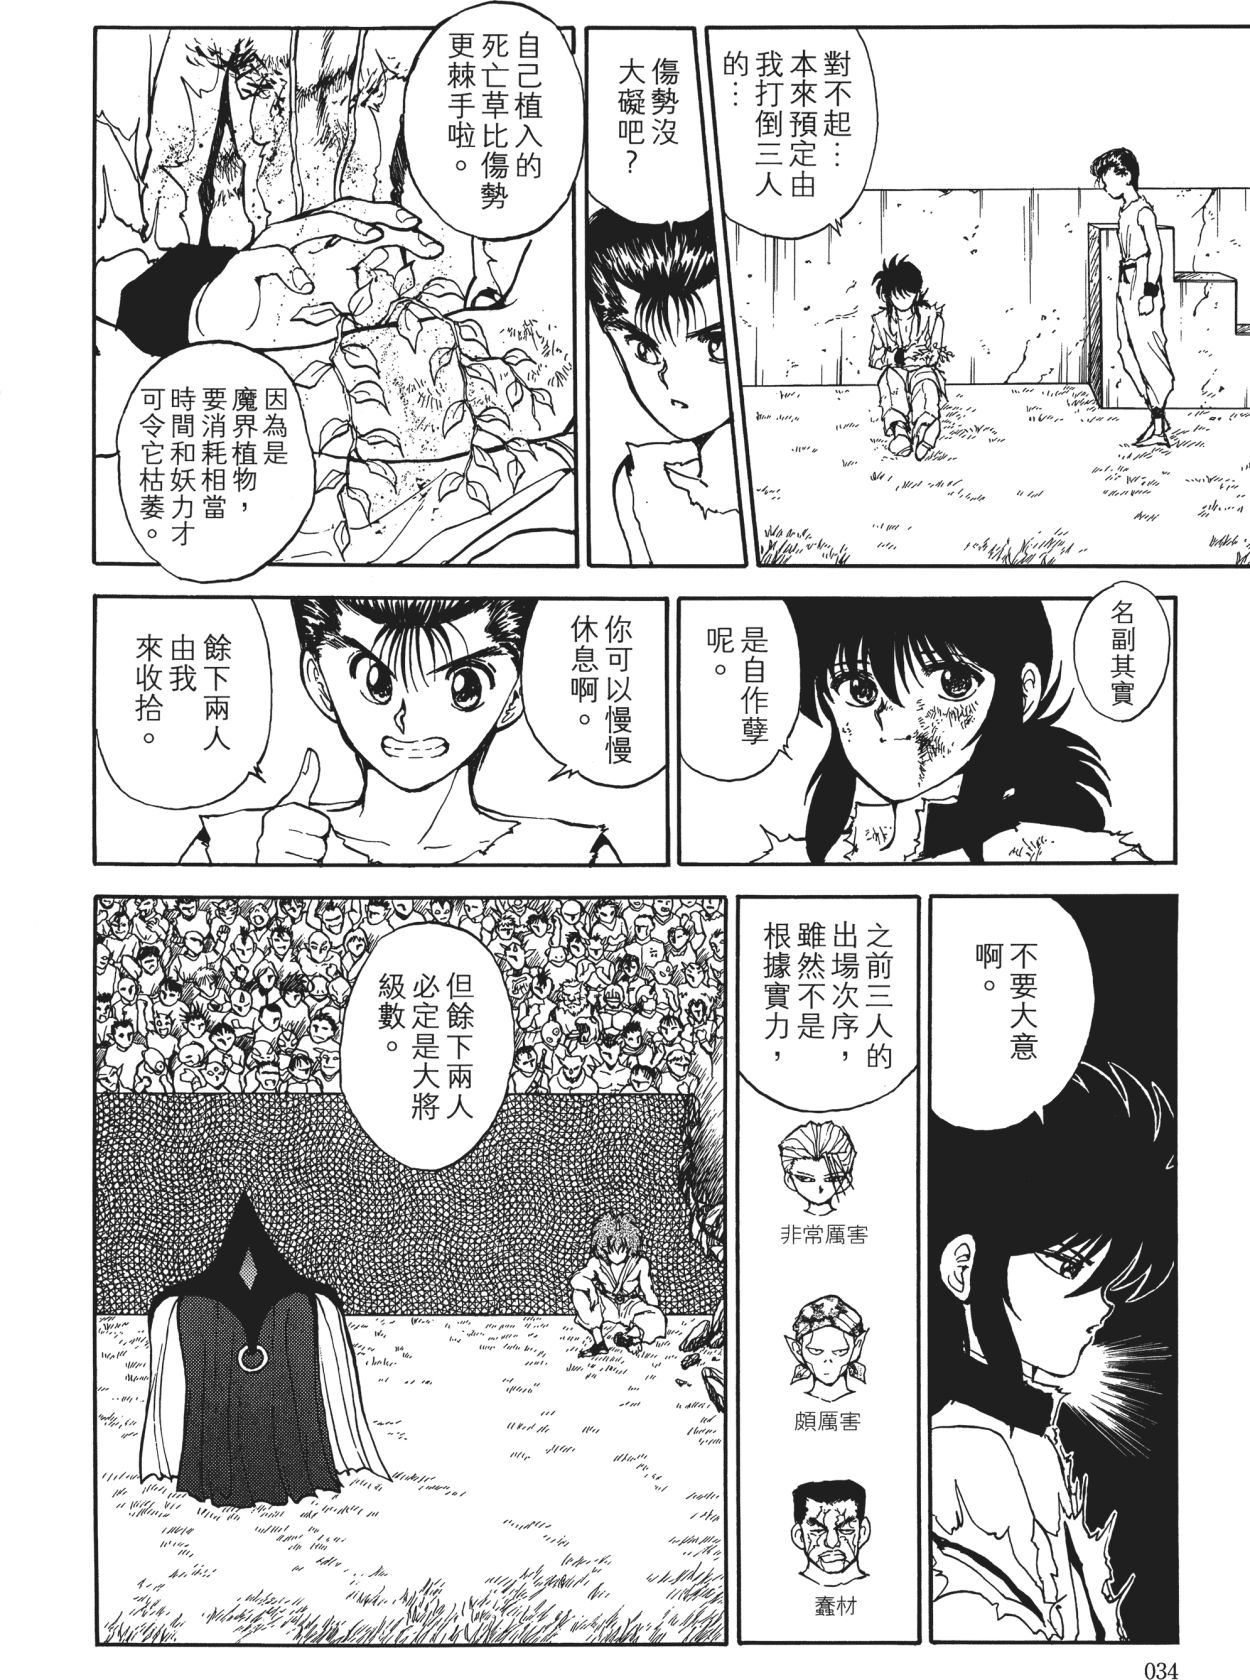 對不起…
本來預定由
我打倒三人
的…
傷勢沒
大礙吧?
自己植入的
死亡草比傷勢
更棘手啦。
因為是
魔界植物,
要消耗相當
時間和妖力才
可令它枯萎。
名副其實
是自作孽
呢。
你可以慢慢
休息啊。
餘下兩人
由我
來收拾。
不要大意
啊。
之前三人的
出場次序,
雖然不是
根據實力,
非常厲害
頗厲害
蠢材
但餘下兩人
必定是大將
級數。
034